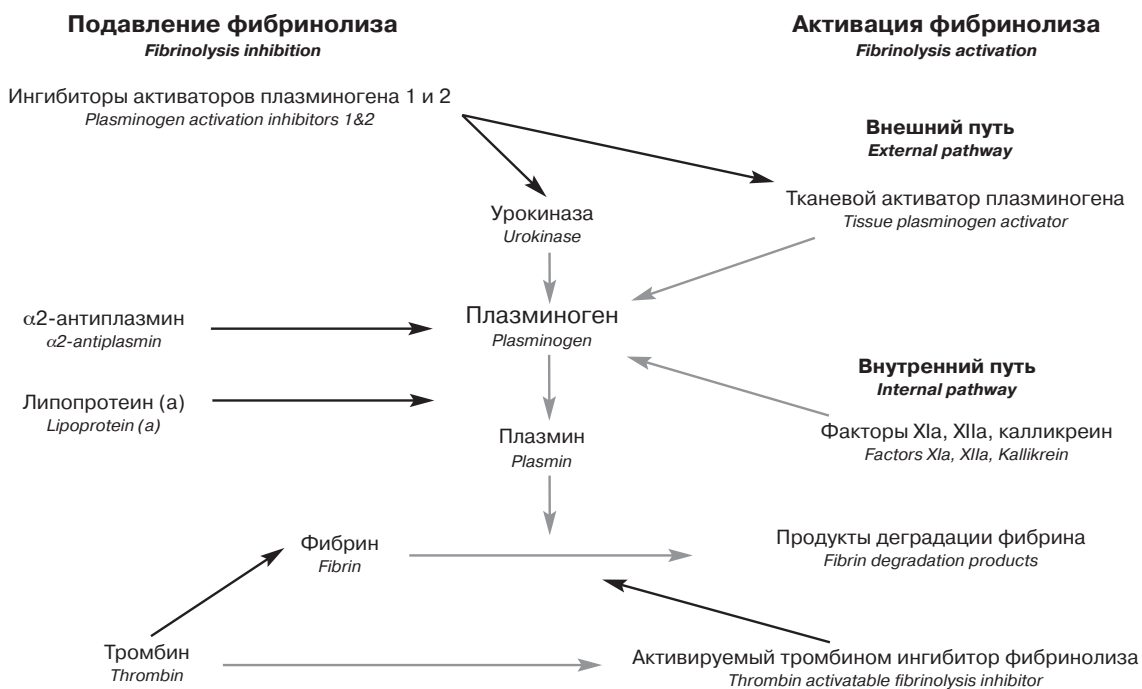 Подавление фибринолиза
Fibrinolysis inhibition
Активация фибринолиза
Fibrinolysis activation
Ингибиторы активаторов плазминогена 1 и 2
Plasminogen activation inhibitors 1&2
Внешний путь
External pathway
Тканевой активатор плазминогена
Tissue plasminogen activator
Урокиназа
Urokinase
α2-антиплазмин
α2-antiplasmin
Плазминоген
Plasminogen
Внутренний путь
Internal pathway
Липопротеин (а)
Lipoprotein (a)
Факторы XIa, XIIa, калликреин
Factors XIa, XIIa, Kallikrein
Плазмин
Plasmin
Фибрин
Fibrin
Продукты деградации фибрина
Fibrin degradation products
Тромбин
Thrombin
Активируемый тромбином ингибитор фибринолиза
Thrombin activatable fibrinolysis inhibitor